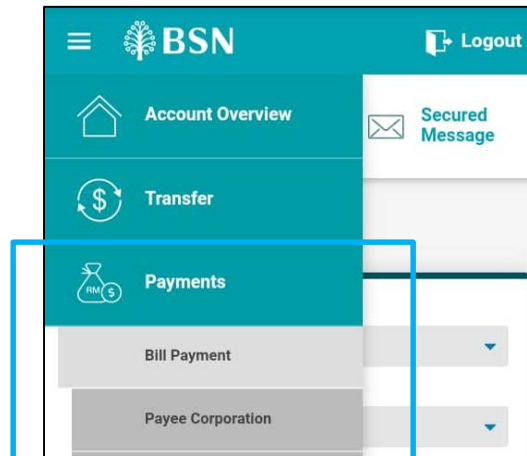 BSN
Logout
Account Overview
Secured
Message
Transfer
Payments
RM $
Bill Payment
Payee Corporation